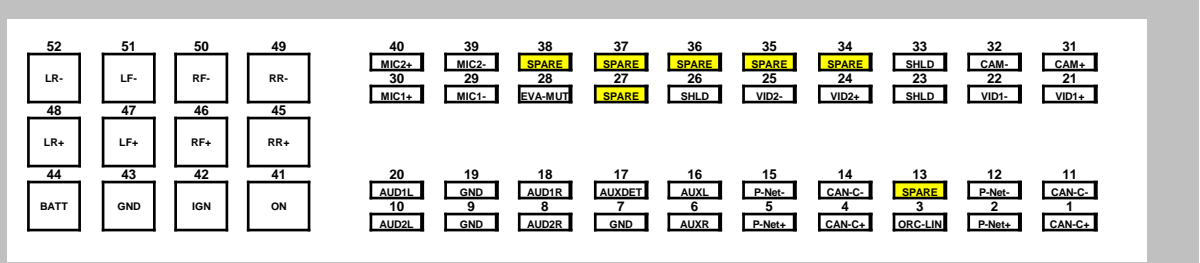 52 51 50 49 40 39 38 37 36 35 34 33 32 31
LR- LF- RF- RR- MIC2+ MIC2- SPARE SPARE SPARE SPARE SPARE SHLD CAM- CAM+
30 29 28 27 26 25 24 23 22 21
MIC1+ MIC1- EVA-MUT SPARE SHLD VID2- VID2+ SHLD VID1- VID1+
48 47 46 45
LR+ LF+ RF+ RR+
44 43 42 41 20 19 18 17 16 15 14 13 12 11
AUD1L GND AUD1R AUXDET AUXL P-Net- CAN-C- SPARE P-Net- CAN-C-
BATT GND IGN ON 10 9 8 7 6 5 4 3 2 1
AUD2L GND AUD2R GND AUXR P-Net+ CAN-C+ ORC-LIN P-Net+ CAN-C+